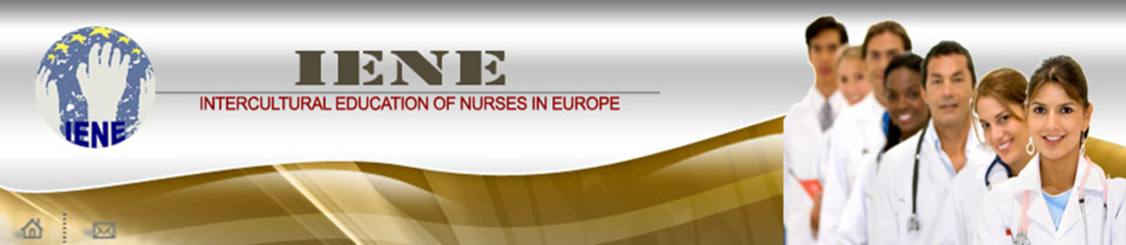 IENE
INTERCULTURAL EDUCATION OF NURSES IN EUROPE
IENE